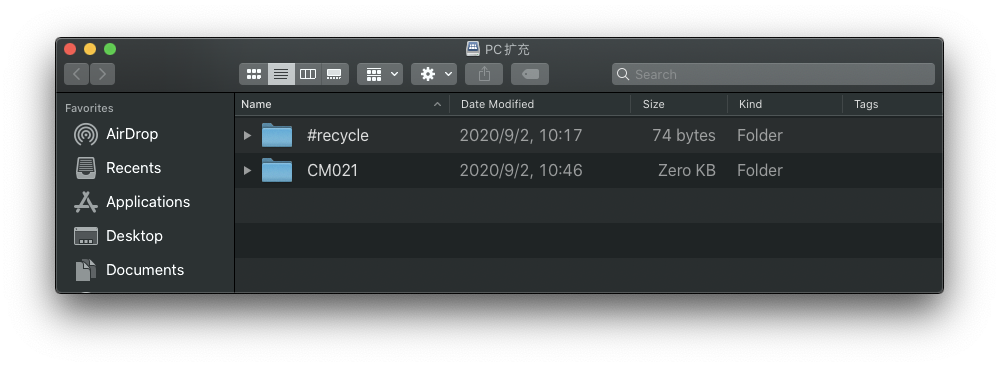 PC扩充
Search
Favorites
AirDrop
Recents
Applications
Desktop
Documents
Name Date Modified Size Kind Tags
#recycle 2020/9/2, 10:17 74 bytes Folder
CM021 2020/9/2, 10:46 Zero KB Folder